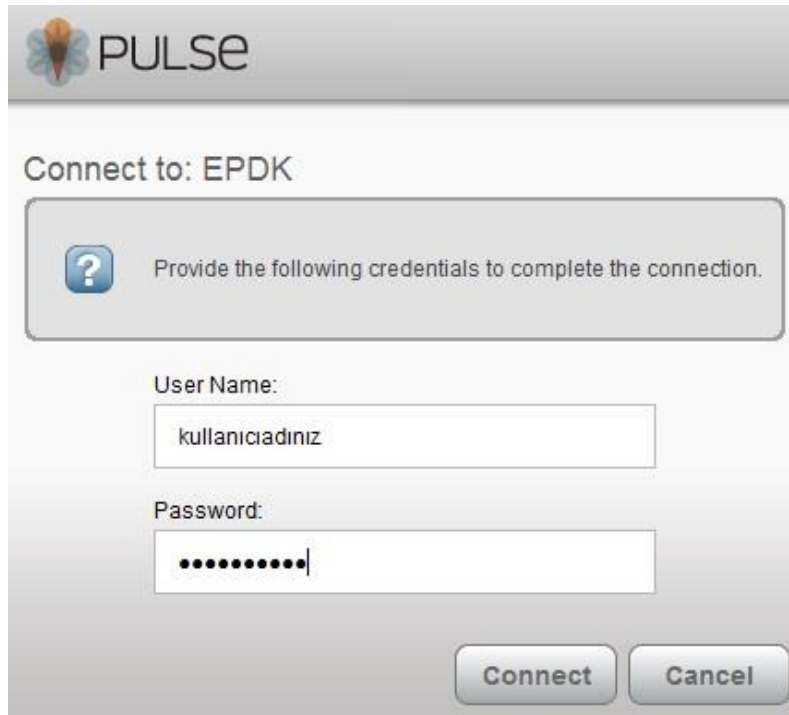 PULSe
Connect to: EPDK
Provide the following credentials to complete the connection.
User Name:
kullanıcıadınız
Password:
••••••••••
Connect
Cancel